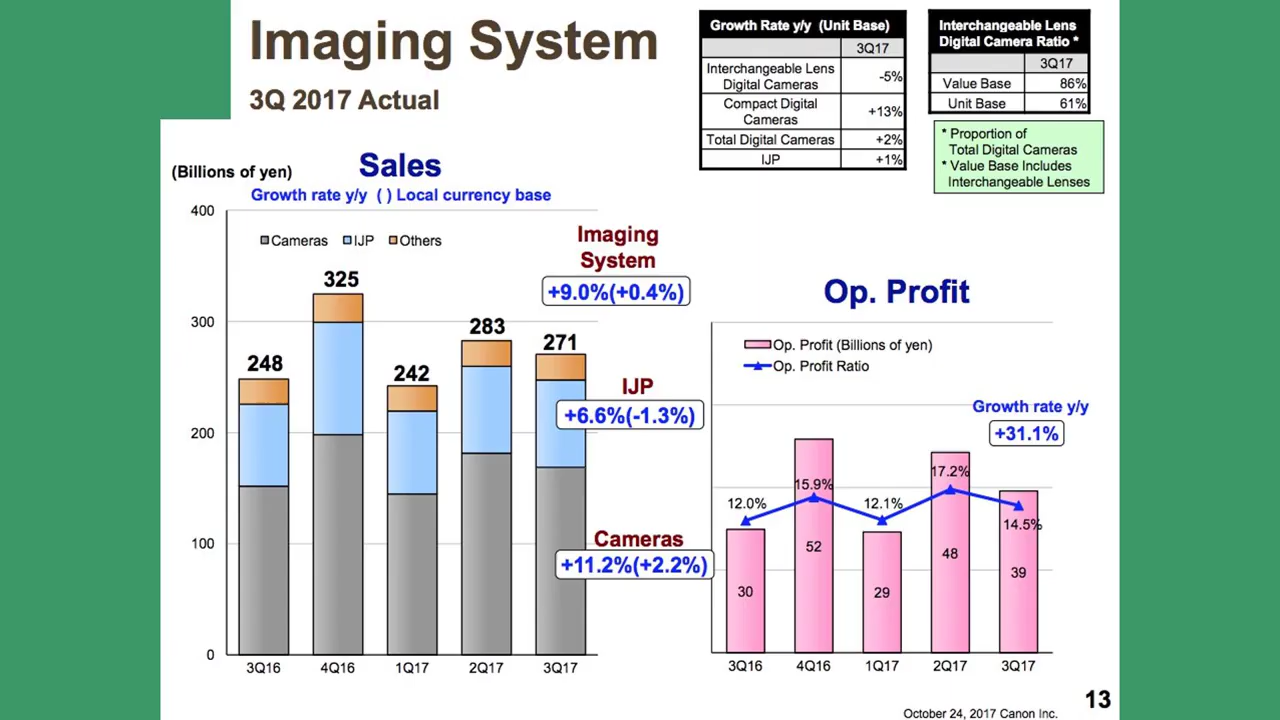 Imaging System
3Q 2017 Actual
Growth Rate y/y (Unit Base)
3Q17
Interchangeable Lens
Digital Cameras
-5%
Compact Digital
Cameras
+13%
Total Digital Cameras
+2%
IJP
+1%
Interchangeable Lens
Digital Camera Ratio *
3Q17
Value Base
86%
Unit Base
61%
* Proportion of
Total Digital Cameras
* Value Base Includes
Interchangeable Lenses
(Billions of yen)
Sales
Growth rate y/y ( ) Local currency base
400
300
200
100
0
Cameras
IJP
Others
248
325
242
283
271
3Q16
4Q16
1Q17
2Q17
3Q17
Imaging
System
+9.0%(+0.4%)
IJP
+6.6%(-1.3%)
Cameras
+11.2%(+2.2%)
Op. Profit
Op. Profit (Billions of yen)
Op. Profit Ratio
Growth rate y/y
+31.1%
12.0%
15.9%
12.1%
17.2%
14.5%
30
52
29
48
39
3Q16
4Q16
1Q17
2Q17
3Q17
13
October 24, 2017 Canon Inc.